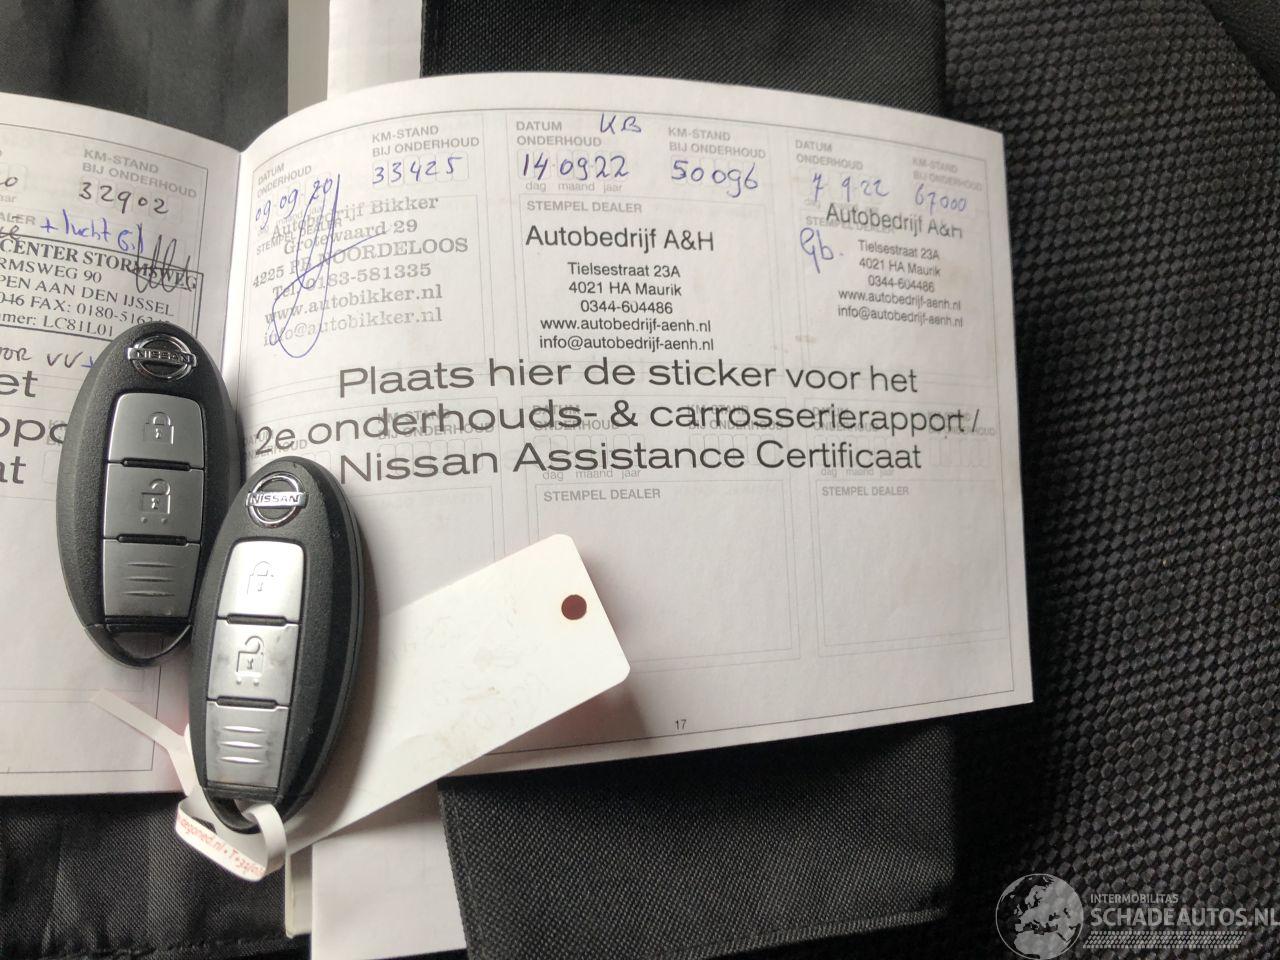 KM-STAND
BIJ ONDERHOUD
32902
+ lucht
CENTER STORMSWEG
RMSWEG 90
PEN AAN DEN IJSSEL
046 FAX: 0180-5162
mer: LC81L01
OOR VV
DATUM
ONDERHOUD
KM-STAND
BIJ ONDERHOUD
09-09-20
33425
Autobedrijf Bikker
Grotewaard 29
4225 PB NOORDELOOS
Tel. 0183-581335
www.autobikker.nl
info@autobikker.nl
DATUM
ONDERHOUD
KB
KM-STAND
BIJ ONDERHOUD
14-09-22
50096
dag maand jaar
STEMPEL DEALER
Autobedrijf A&H
Tielsestraat 23A
4021 HA Maurik
0344-604486
www.autobedrijf-aenh.nl
info@autobedrijf-aenh.nl
DATUM
ONDERHOUD
KM-STAND
BIJ ONDERHOUD
7 9-22
67000
STEMPEL
Autobedrijf A&H
Gb.
Tielsestraat 23A
4021 HA Maurik
0344-604486
www.autobedrijf-aenh.nl
info@autobedrijf-aenh.nl
Plaats hier de sticker voor het
2e onderhouds- & carrosserierapport /
Nissan Assistance Certificaat
dag maand jaar
STEMPEL DEALER
STEMPEL DEALER
17
NISSAN
NISSAN
INTERMOBILITAS
SCHADEAUTOS.NL